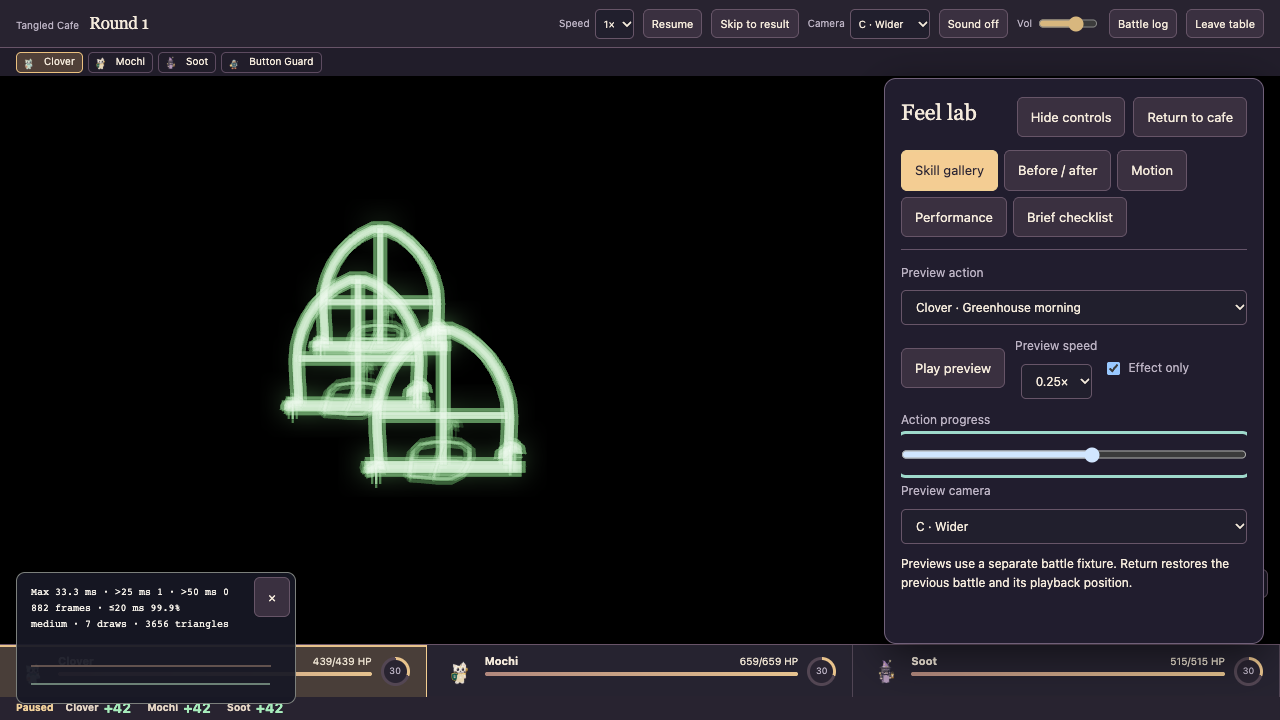 Tangled Cafe Round 1 Speed 1x Resume Skip to result Camera C · Wider Sound off Vol Battle log Leave table
Clover Mochi Soot Button Guard
Feel lab Hide controls Return to cafe
Skill gallery Before / after Motion
Performance Brief checklist
Preview action
Clover · Greenhouse morning
Play preview Preview speed
0.25x Effect only
Action progress
Preview camera
C · Wider
Previews use a separate battle fixture. Return restores the
previous battle and its playback position.
Max 33.3 ms · >25 ms 1 · >50 ms 0 ×
882 frames · ≤20 ms 99.9%
medium · 7 draws · 3656 triangles
Clover 439/439 HP 30 Mochi 659/659 HP 30 Soot 515/515 HP 30
Paused Clover +42 Mochi +42 Soot +42